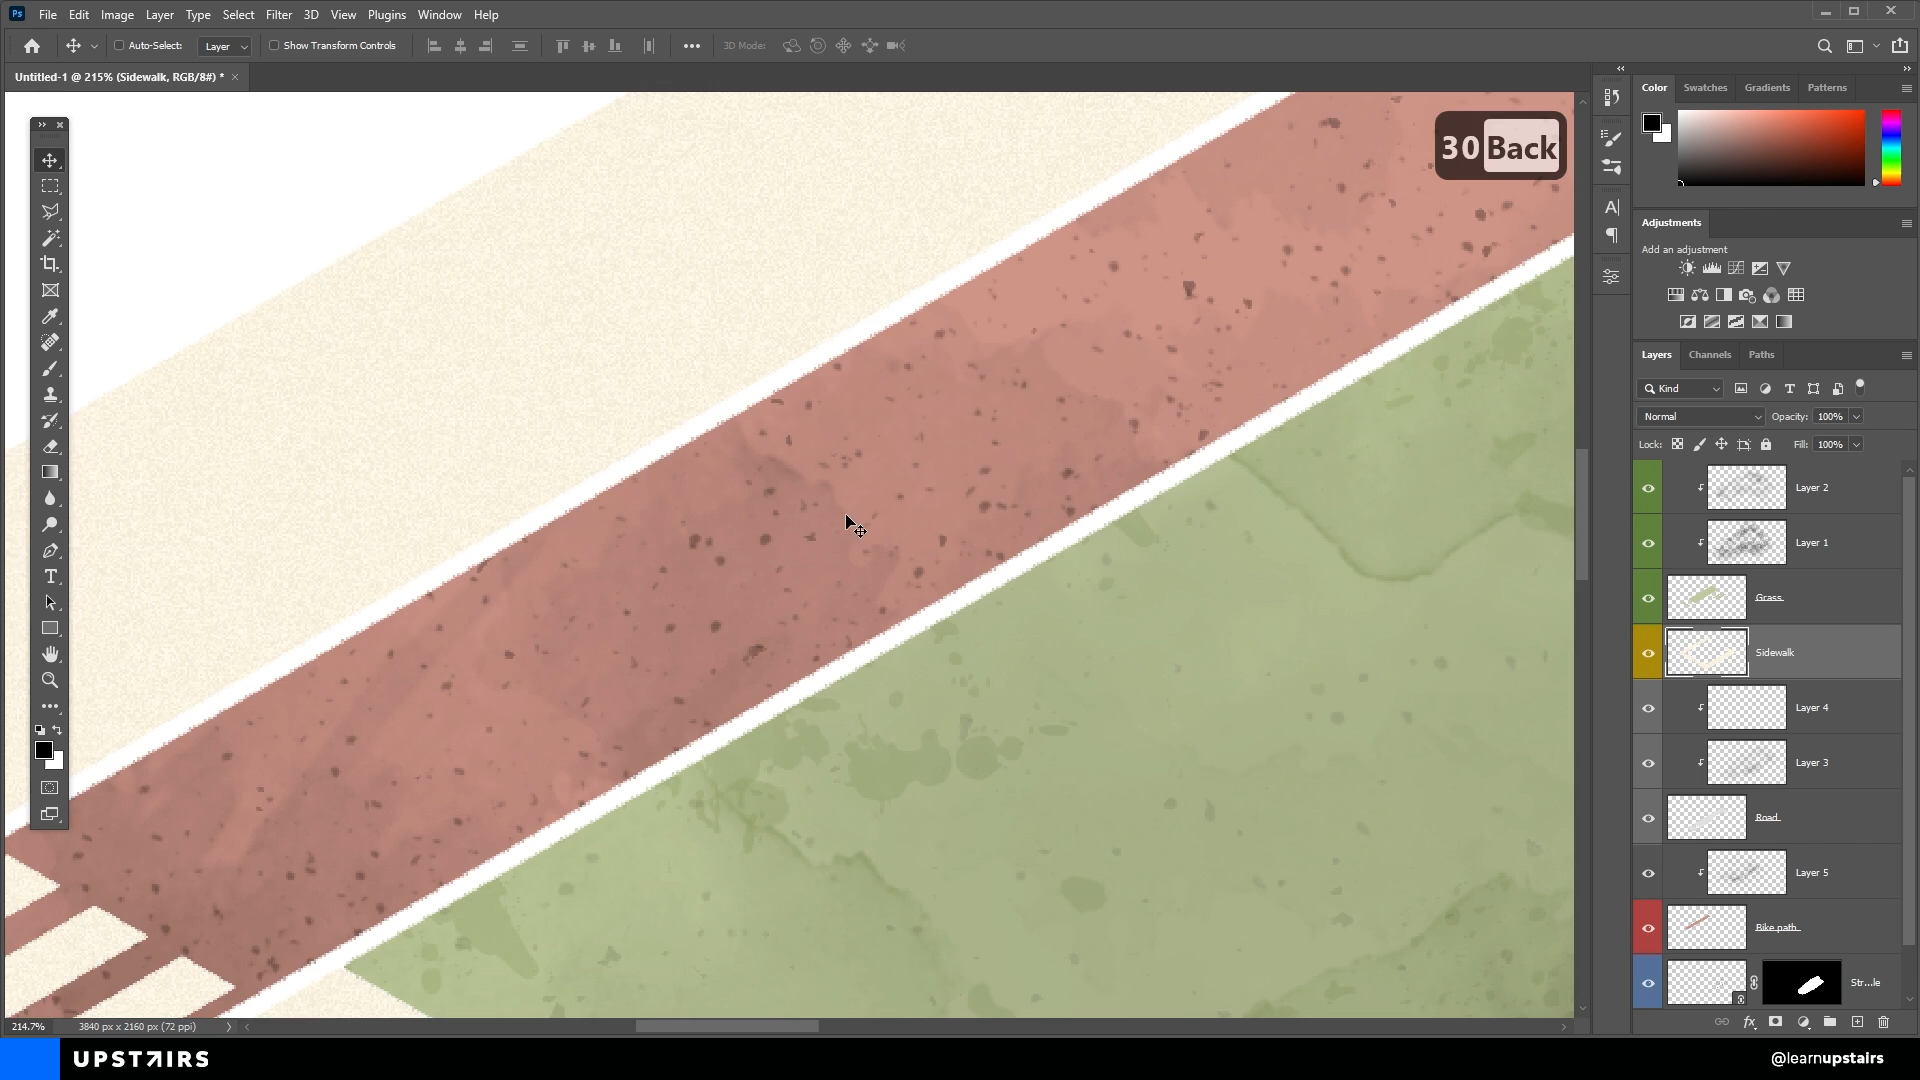 Ps File Edit Image Layer Type Select Filter 3D View Plugins Window Help
Auto-Select: Layer Show Transform Controls 3D Mode:
Untitled-1 @ 215% (Sidewalk, RGB/8#) *
30 Back
Color Swatches Gradients Patterns
Adjustments
Add an adjustment
Layers Channels Paths
Kind
Normal Opacity: 100%
Lock: Fill: 100%
Layer 2
Layer 1
Grass
Sidewalk
Layer 4
Layer 3
Road
Layer 5
Bike path
Str...le
214.7% 3840 px x 2160 px (72 ppi)
UPSTAIRS
@learnupstairs